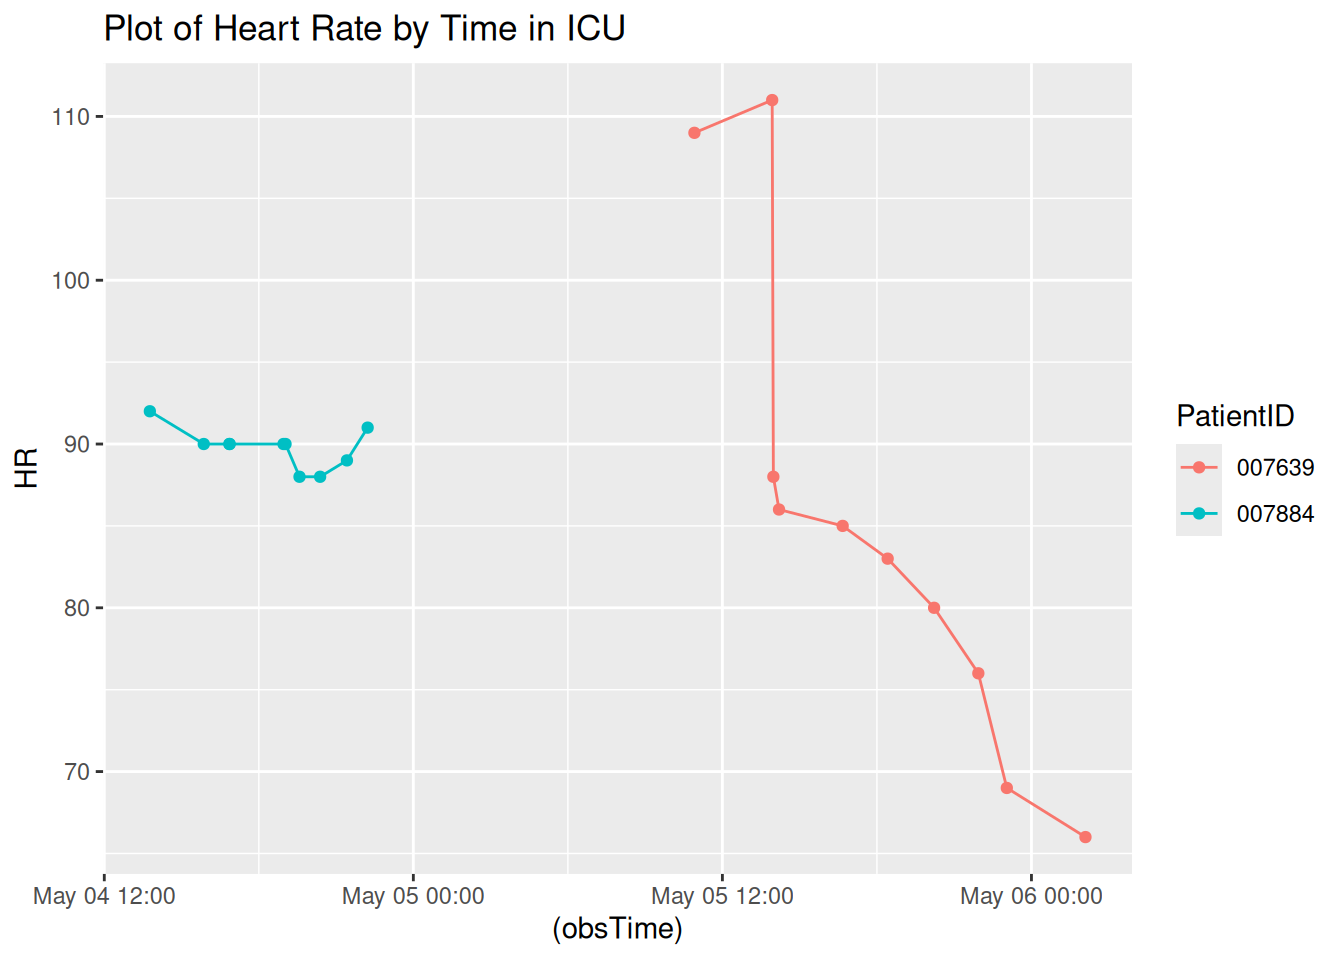 Plot of Heart Rate by Time in ICU
110
100
90
80
70
HR
May 04 12:00 May 05 00:00 May 05 12:00 May 06 00:00
(obsTime)
PatientID
007639
007884